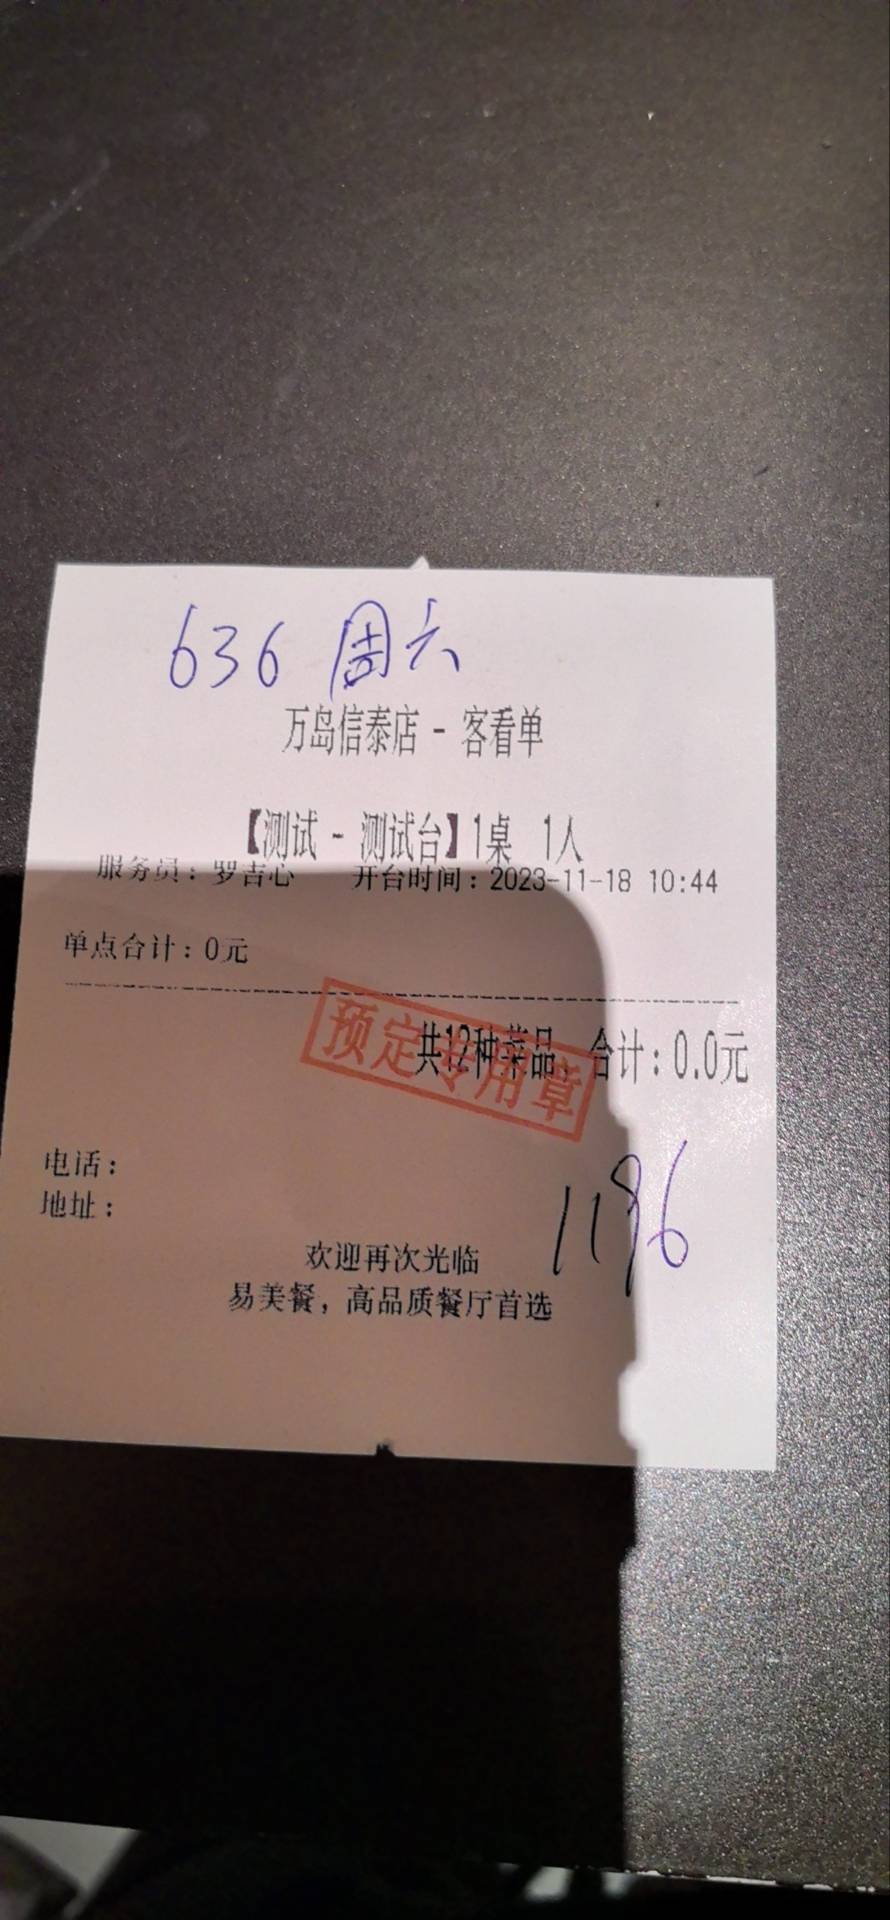 636 周六
万岛信泰店 - 客看单
【测试 - 测试台】1桌 1人
服务员：罗吉心 开台时间：2023-11-18 10:44
单点合计：0元
预定专用章
共12种菜品，合计：0.0元
电话：
地址：
1196
欢迎再次光临
易美餐，高品质餐厅首选